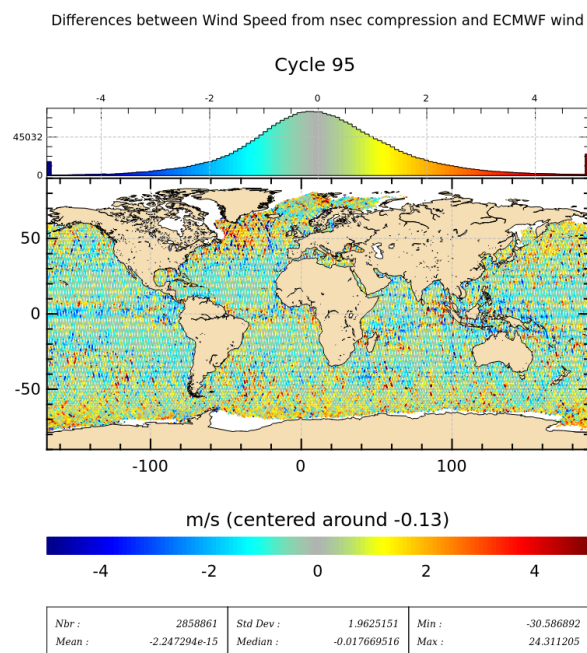 Differences between Wind Speed from nsec compression and ECMWF wind
Cycle 95
-4 -2 0 2 4
45032
0
50
0
-50
-100 0 100
m/s (centered around -0.13)
-4 -2 0 2 4
Nbr : 2858861 Std Dev : 1.9625151 Min : -30.586892
Mean : -2.247294e-15 Median : -0.017669516 Max : 24.311205